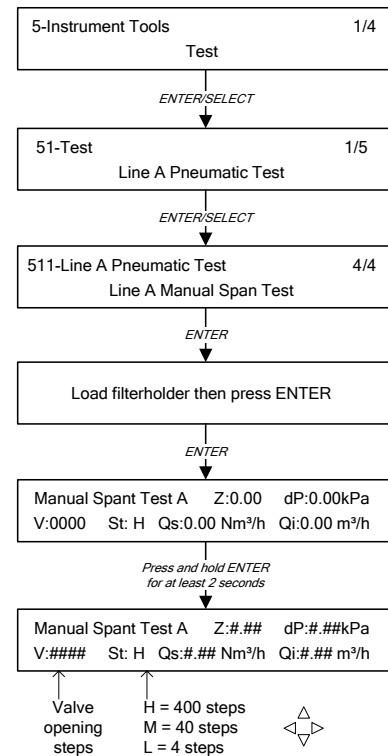 5-Instrument Tools 1/4
Test
ENTER/SELECT
51-Test 1/5
Line A Pneumatic Test
ENTER/SELECT
511-Line A Pneumatic Test 4/4
Line A Manual Span Test
ENTER
Load filterholder then press ENTER
ENTER
Manual Spant Test A Z:0.00 dP:0.00kPa
V:0000 St: H Qs:0.00 Nm³/h Qi:0.00 m³/h
Press and hold ENTER
for at least 2 seconds
Manual Spant Test A Z:#.## dP:#.##kPa
V:#### St: H Qs:#.## Nm³/h Qi:#.## m³/h
Valve H = 400 steps
opening M = 40 steps
steps L = 4 steps